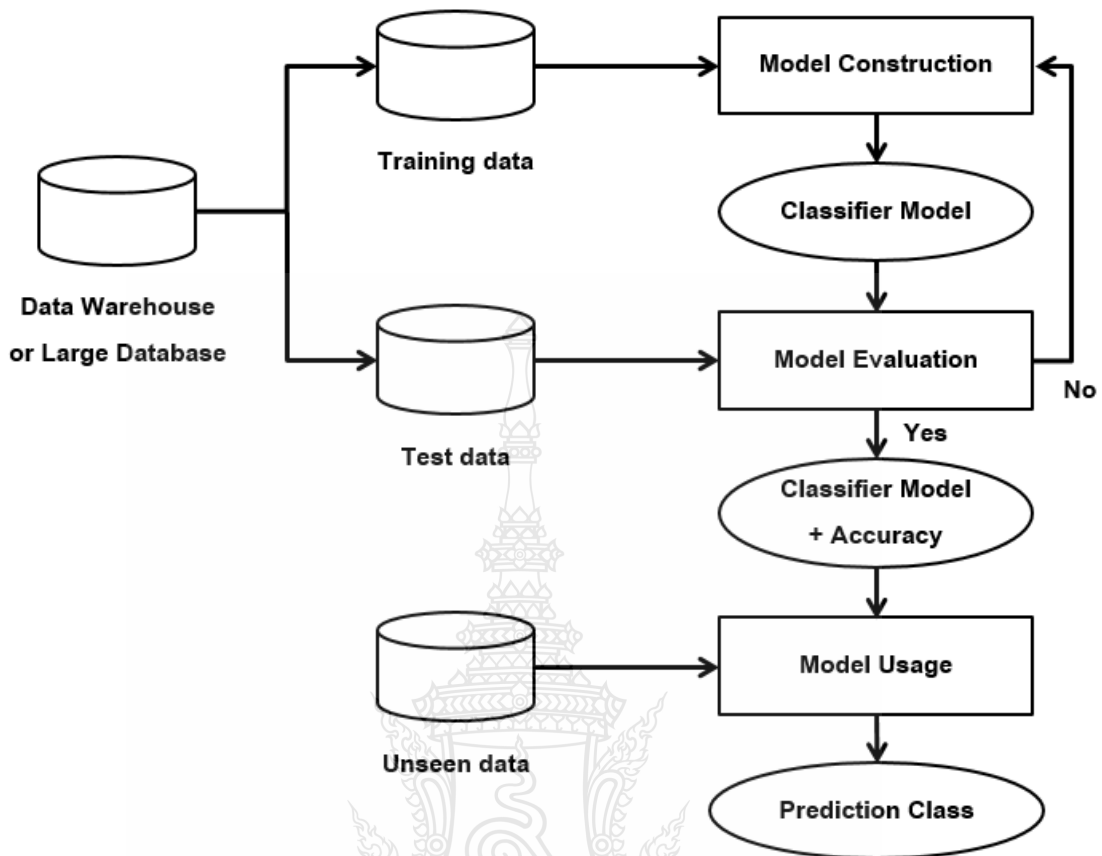 Model Construction
Training data
Classifier Model
Data Warehouse
or Large Database
Model Evaluation
No
Yes
Test data
Classifier Model
+ Accuracy
Model Usage
Unseen data
Prediction Class